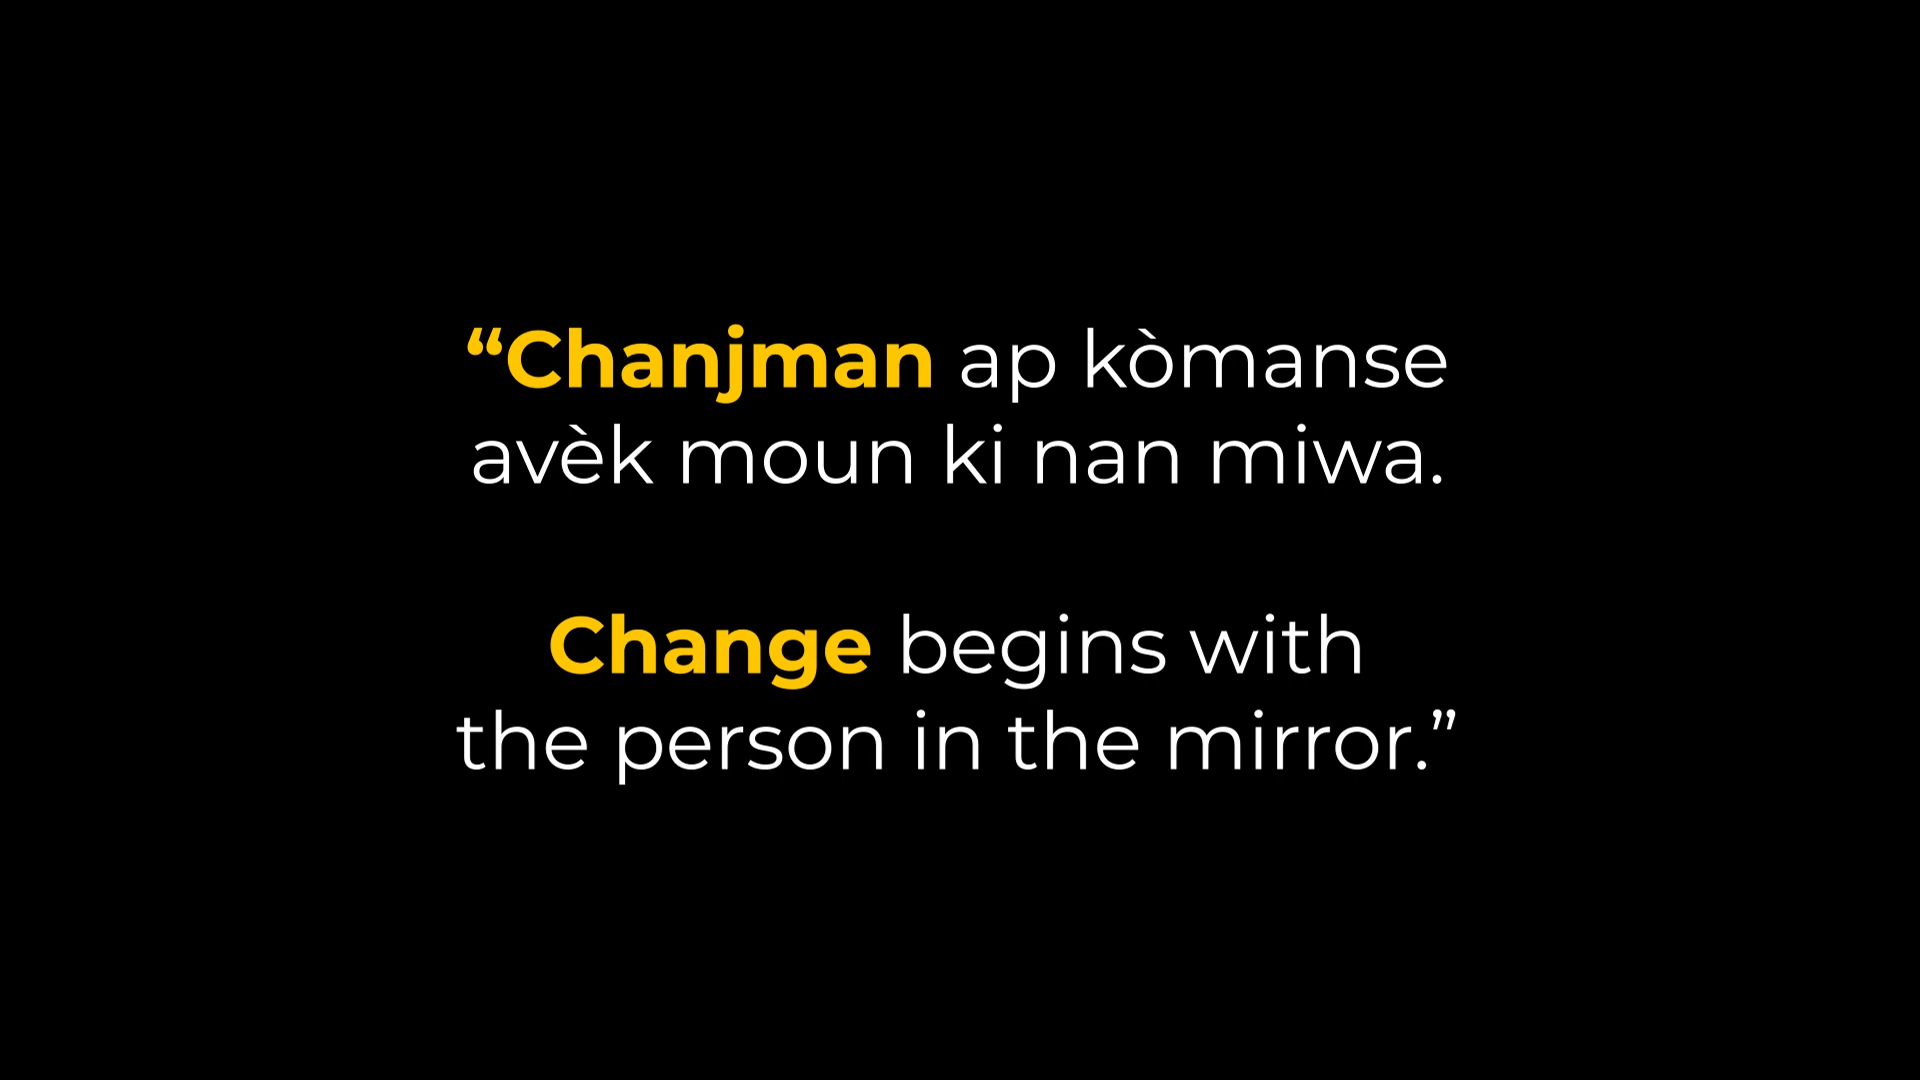 “Chanjman ap kòmanse
avèk moun ki nan miwa.
Change begins with
the person in the mirror.”